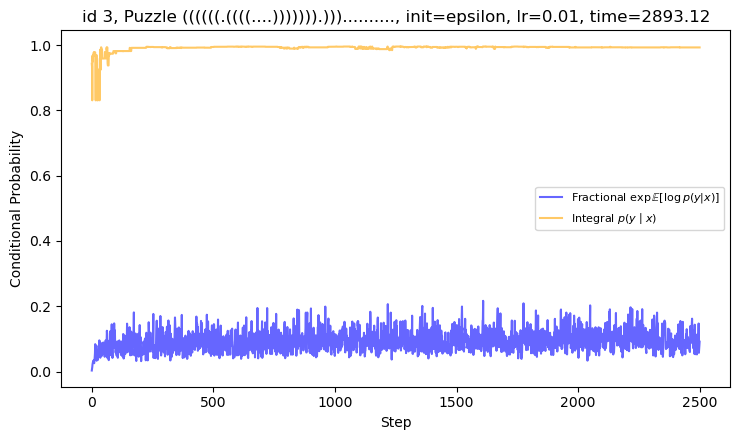 id 3, Puzzle ((((((.((((....))))))).)))..........., init=epsilon, lr=0.01, time=2893.12
Conditional Probability
1.0
0.8
0.6
0.4
0.2
0.0
Fractional exp𝔼[log p(y|x)]
Integral p(y | x)
0
500
1000
1500
2000
2500
Step